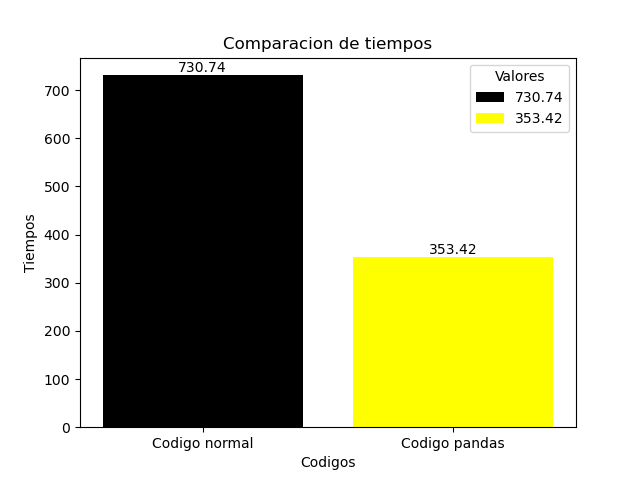 Comparacion de tiempos
730.74
Valores
730.74
353.42
353.42
Tiempos
700
600
500
400
300
200
100
0
Codigo normal
Codigo pandas
Codigos